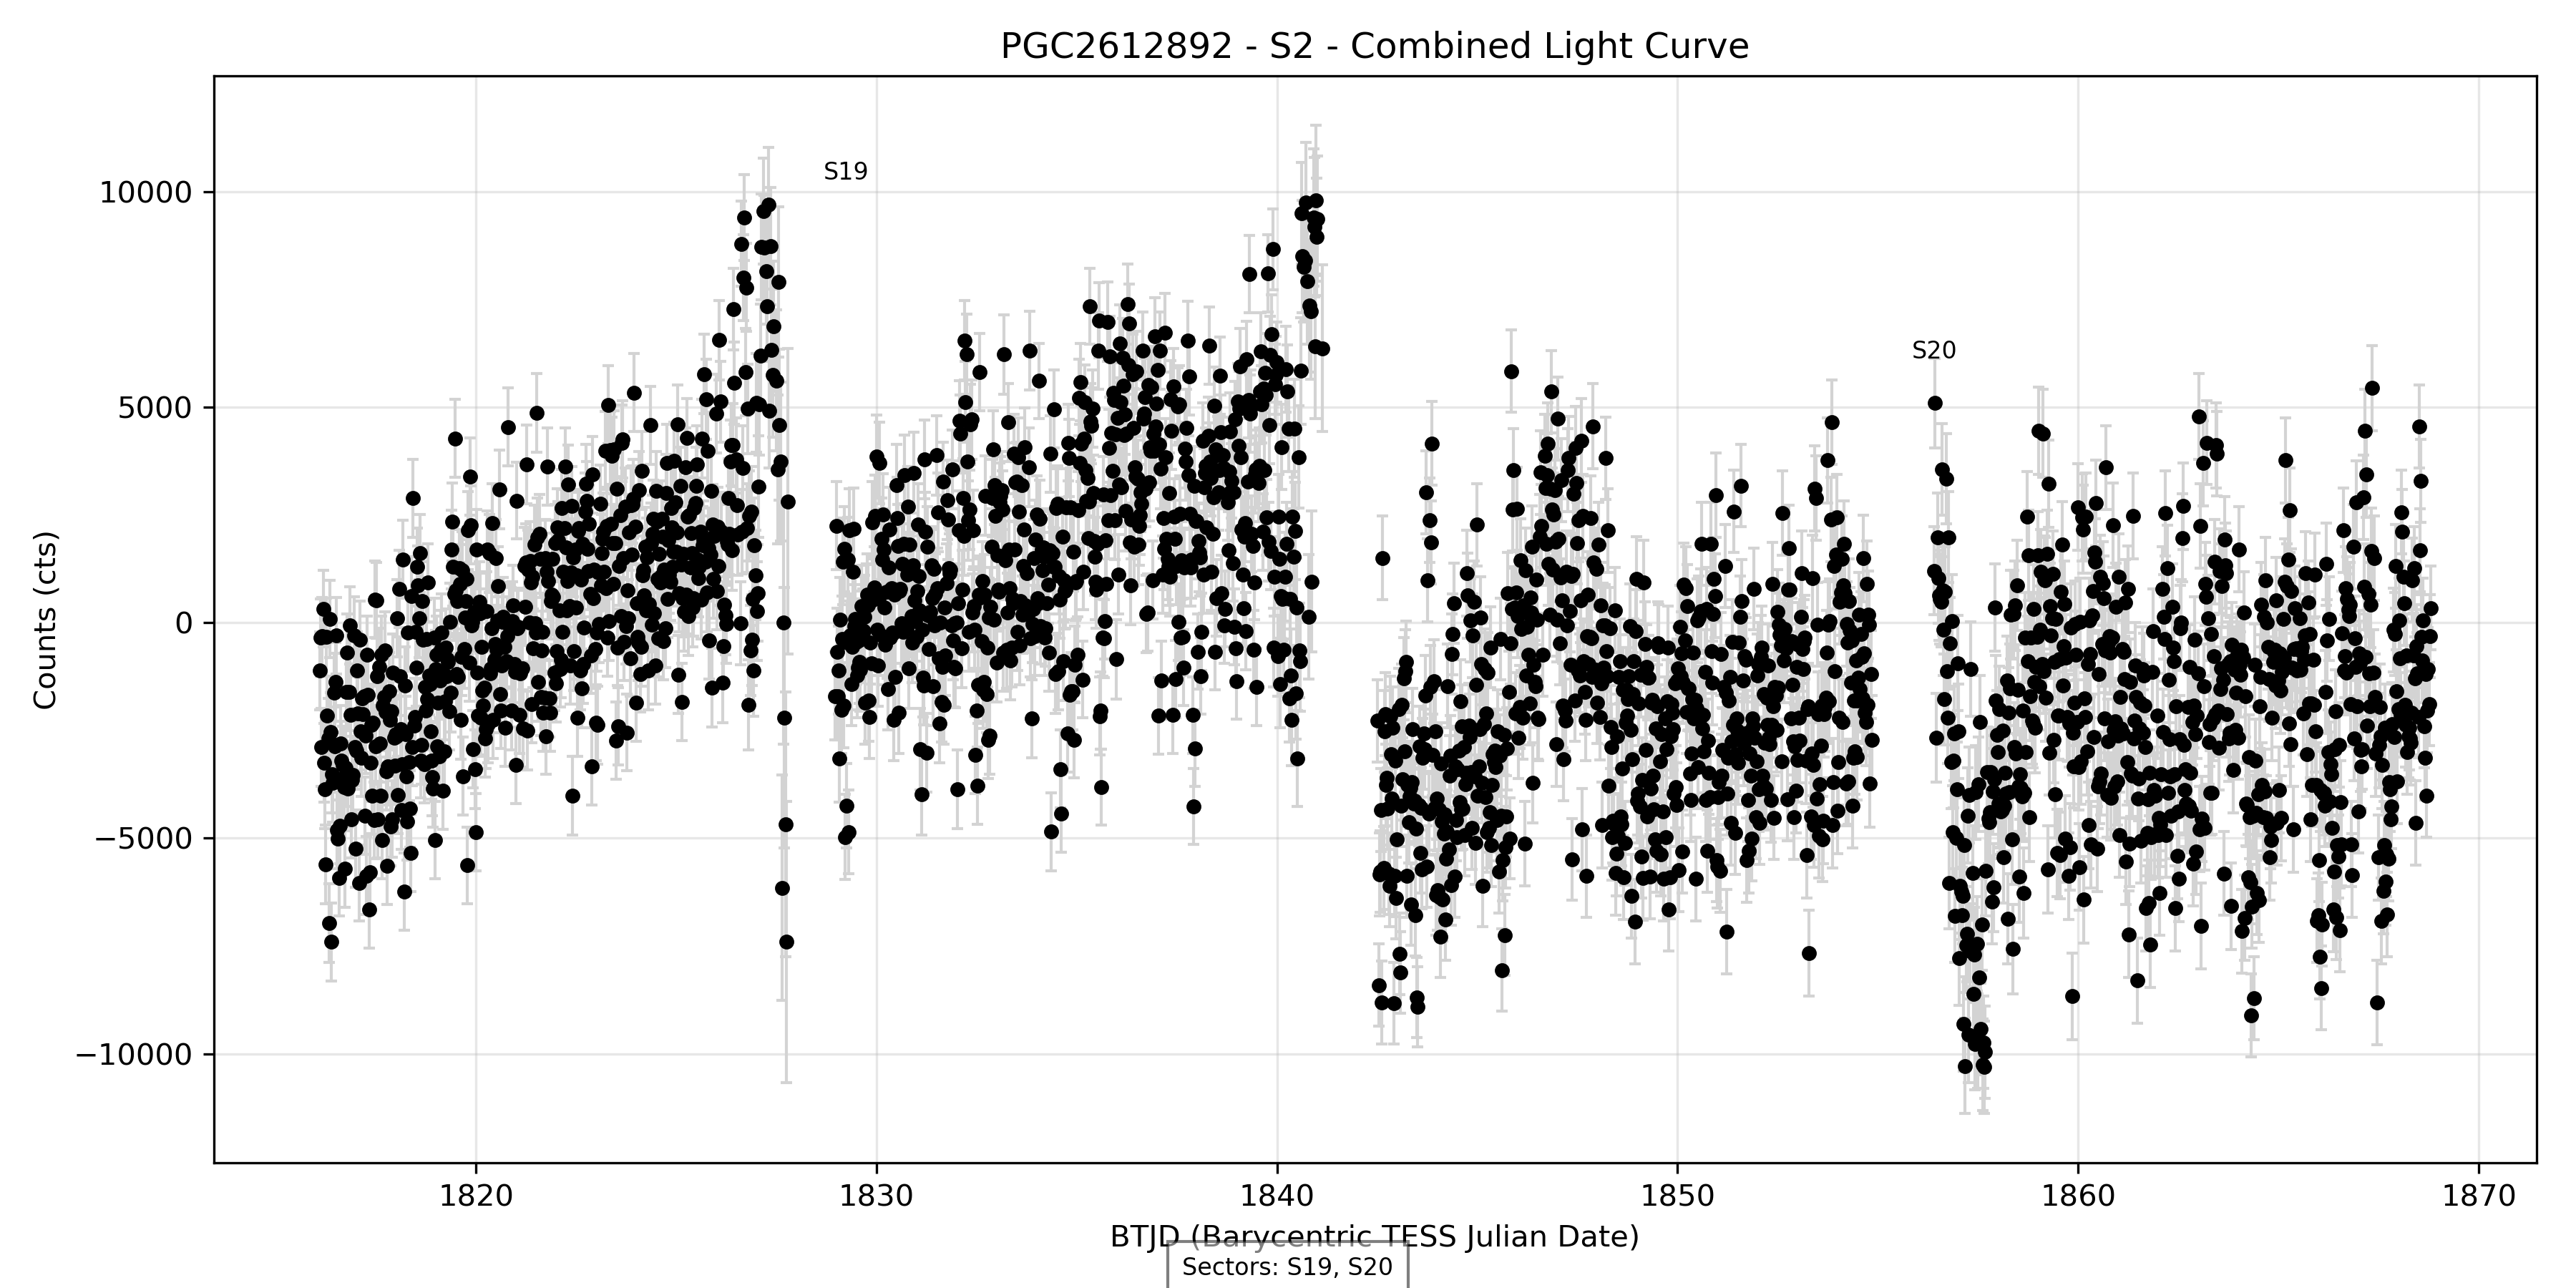 PGC2612892 - S2 - Combined Light Curve
S19
S20
10000
5000
0
−5000
−10000
Counts (cts)
1820 1830 1840 1850 1860 1870
BTJD (Barycentric TESS Julian Date)
Sectors: S19, S20